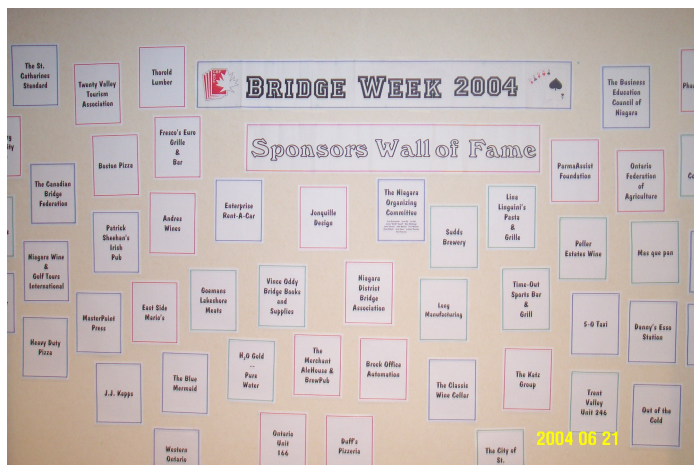 BRIDGE WEEK 2004
Sponsors Wall of Fame
The St.
Catharines
Standard
Twenty Valley
Tourism
Association
Thorold
Lumber
The Business
Education
Council of
Niagara
Fresco's Euro
Grille
&
Bar
Boston Pizza
The Canadian
Bridge
Federation
PharmAssist
Foundation
Ontario
Federation
of
Agriculture
Patrick
Sheehan's
Irish
Pub
Andres
Wines
Enterprise
Rent-A-Car
Jonquille
Design
The Niagara
Organizing
Committee
Sadds
Brewery
Lina
Linguini's
Pasta
&
Grille
Peller
Estates Wine
Mas que pan
Niagara Wine
&
Golf Tours
International
MasterPoint
Press
East Side
Mario's
Goemans
Lakeshore
Meats
Vince Oddy
Bridge Books
and
Supplies
Niagara
District
Bridge
Association
Long
Manufacturing
Time-Out
Sports Bar
&
Grill
5-0 Taxi
Danny's Esso
Station
Heavy Duty
Pizza
J.J. Kapps
The Blue
Mermaid
H2O Gold
...
Pure
Water
The
Merchant
AleHouse &
BrewPub
Brock Office
Automation
The Classic
Wine Cellar
The Kats
Group
Trent
Valley
Unit 246
Out of the
Cold
Western
Ontario
Ontario
Unit
166
Duff's
Pizzeria
The City of
St.
2004 06 21